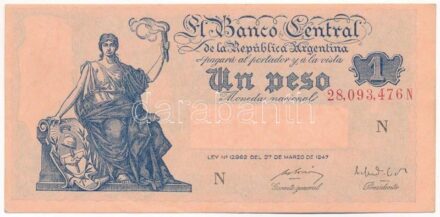 El Banco Central
de la República Argentina
pagará al portador y á la vista
Un peso
1
Moneda nacional
28,093,476 N
N
LEY Nº 12962 DEL 27 DE MARZO DE 1947
N
Gerente general
Presidente
darabanth